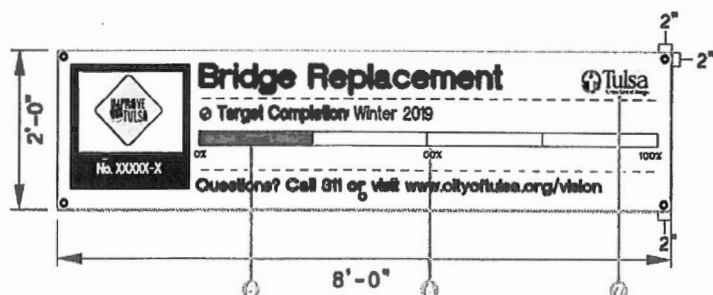 2"
2"
2'-0"
Bridge Replacement
Tulsa
IMPROVE
OUR
TULSA
Target Completion: Winter 2019
0%
100%
No. XXXXX-X
Questions? Call 311 or visit www.cityoftulsa.org/vision
2"
8'-0"